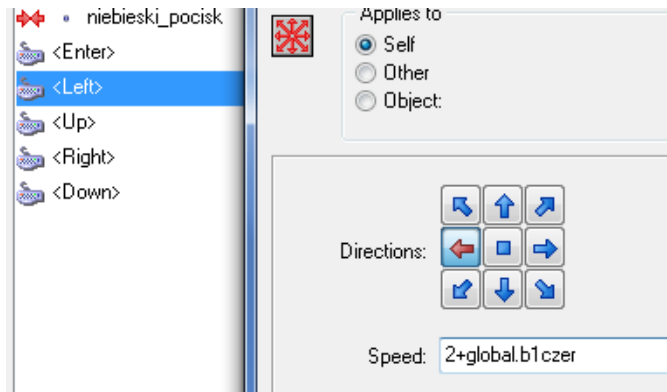 niebieski_pocisk
<Enter>
<Left>
<Up>
<Right>
<Down>
Applies to
Self
Other
Object:
Directions:
Speed: 2+global.b1czer